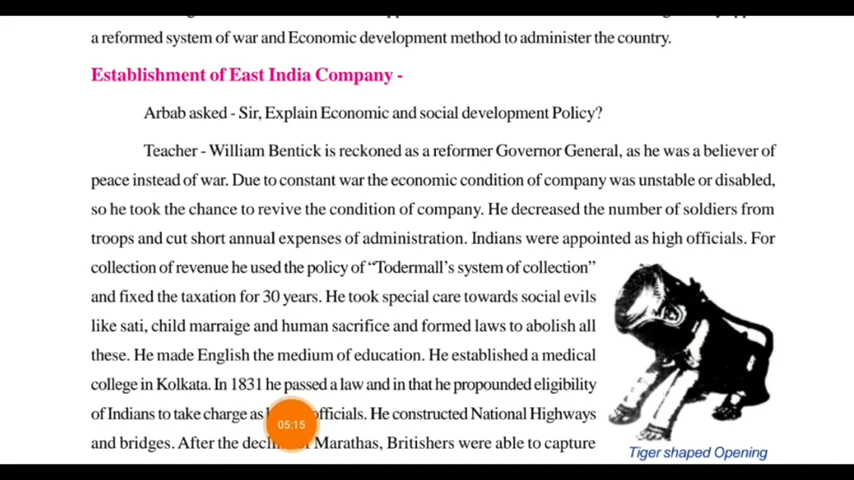 a reformed system of war and Economic development method to administer the country.
Establishment of East India Company -
Arbab asked - Sir, Explain Economic and social development Policy?
Teacher - William Bentick is reckoned as a reformer Governor General, as he was a believer of
peace instead of war. Due to constant war the economic condition of company was unstable or disabled,
so he took the chance to revive the condition of company. He decreased the number of soldiers from
troops and cut short annual expenses of administration. Indians were appointed as high officials. For
collection of revenue he used the policy of “Todermall’s system of collection”
and fixed the taxation for 30 years. He took special care towards social evils
like sati, child marraige and human sacrifice and formed laws to abolish all
these. He made English the medium of education. He established a medical
college in Kolkata. In 1831 he passed a law and in that he propounded eligibility
of Indians to take charge as officials. He constructed National Highways
and bridges. After the Marathas, Britishers were able to capture
05:15
Tiger shaped Opening